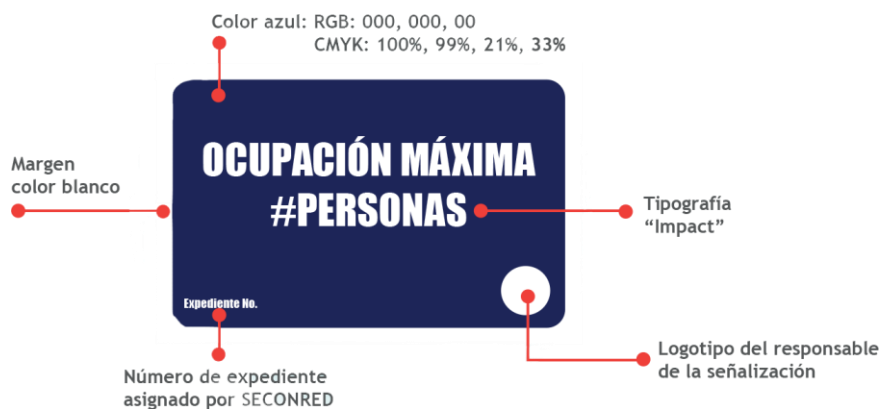 Color azul: RGB: 000, 000, 00
CMYK: 100%, 99%, 21%, 33%
Margen
color blanco
OCUPACIÓN MÁXIMA
#PERSONAS
Tipografía
“Impact”
Expediente No.
Logotipo del responsable
de la señalización
Número de expediente
asignado por SECONRED